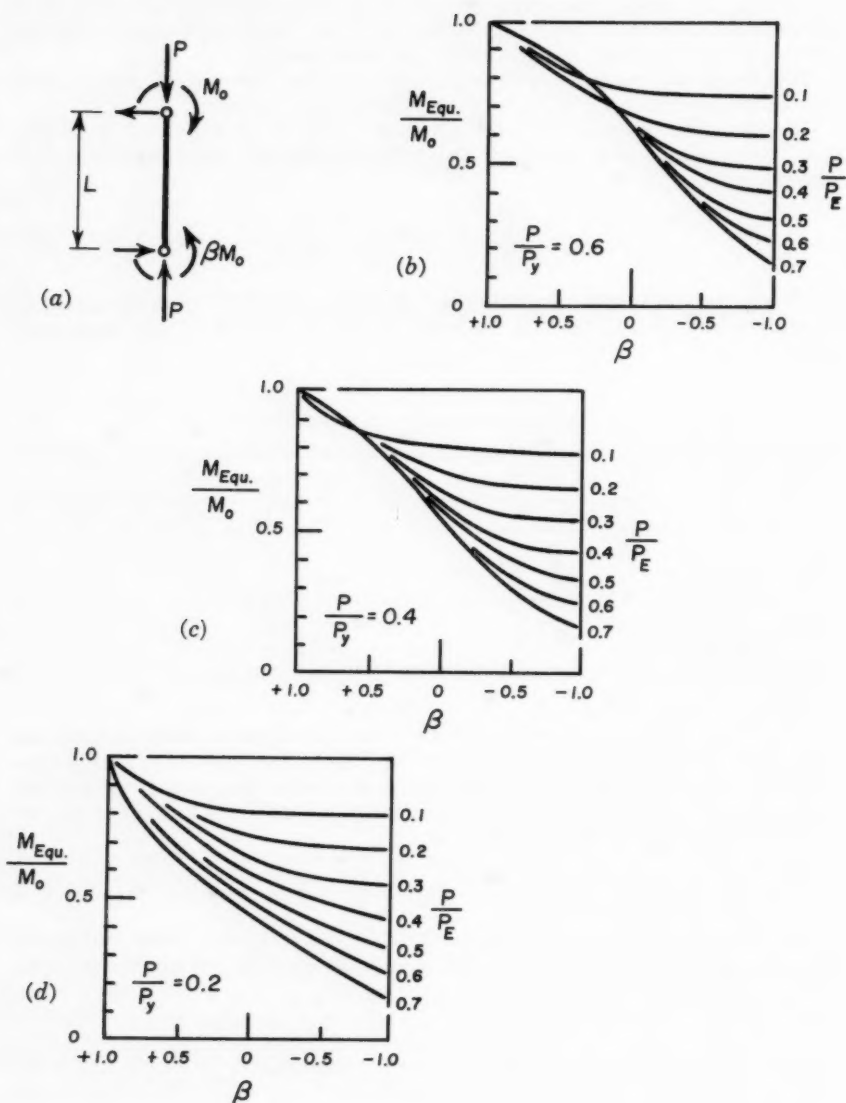 P
M₀
L
βM₀
P
(a)
1.0
M_Equ.
M₀
0.5
0
P/P_y = 0.6
(b)
+1.0 +0.5 0 -0.5 -1.0
β
0.1
0.2
0.3
0.4
0.5
0.6
0.7
P/P_E
1.0
M_Equ.
M₀
0.5
0
P/P_y = 0.4
(c)
+1.0 +0.5 0 -0.5 -1.0
β
0.1
0.2
0.3
0.4
0.5
0.6
0.7
P/P_E
1.0
M_Equ.
M₀
0.5
0
P/P_y = 0.2
(d)
+1.0 +0.5 0 -0.5 -1.0
β
0.1
0.2
0.3
0.4
0.5
0.6
0.7
P/P_E